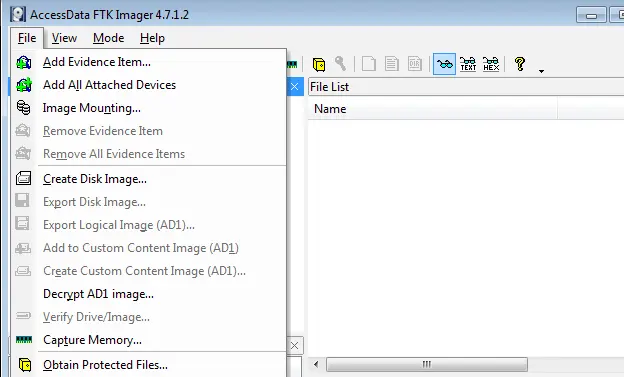 AccessData FTK Imager 4.7.1.2
File View Mode Help
Add Evidence Item...
Add All Attached Devices
Image Mounting...
Remove Evidence Item
Remove All Evidence Items
Create Disk Image...
Export Disk Image...
Export Logical Image (AD1)...
Add to Custom Content Image (AD1)
Create Custom Content Image (AD1)...
Decrypt AD1 image...
Verify Drive/Image...
Capture Memory...
Obtain Protected Files...
TEXT HEX
File List
Name